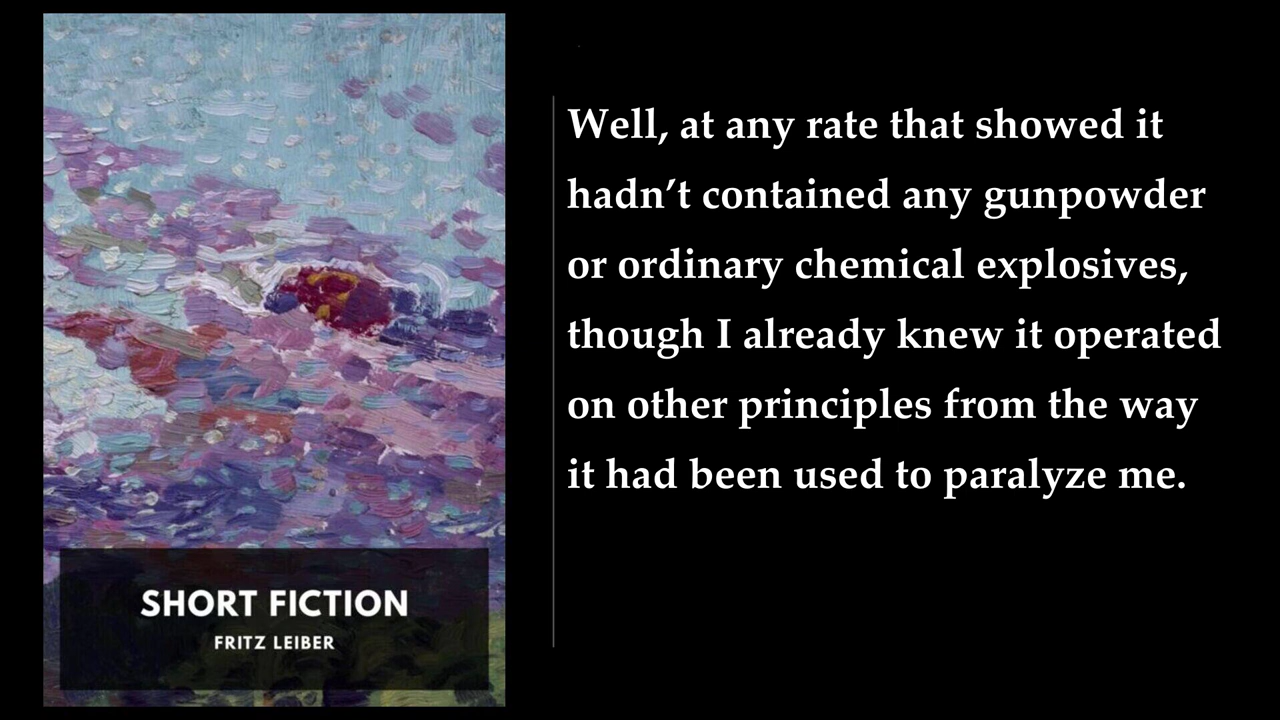 SHORT FICTION
FRITZ LEIBER
Well, at any rate that showed it
hadn’t contained any gunpowder
or ordinary chemical explosives,
though I already knew it operated
on other principles from the way
it had been used to paralyze me.